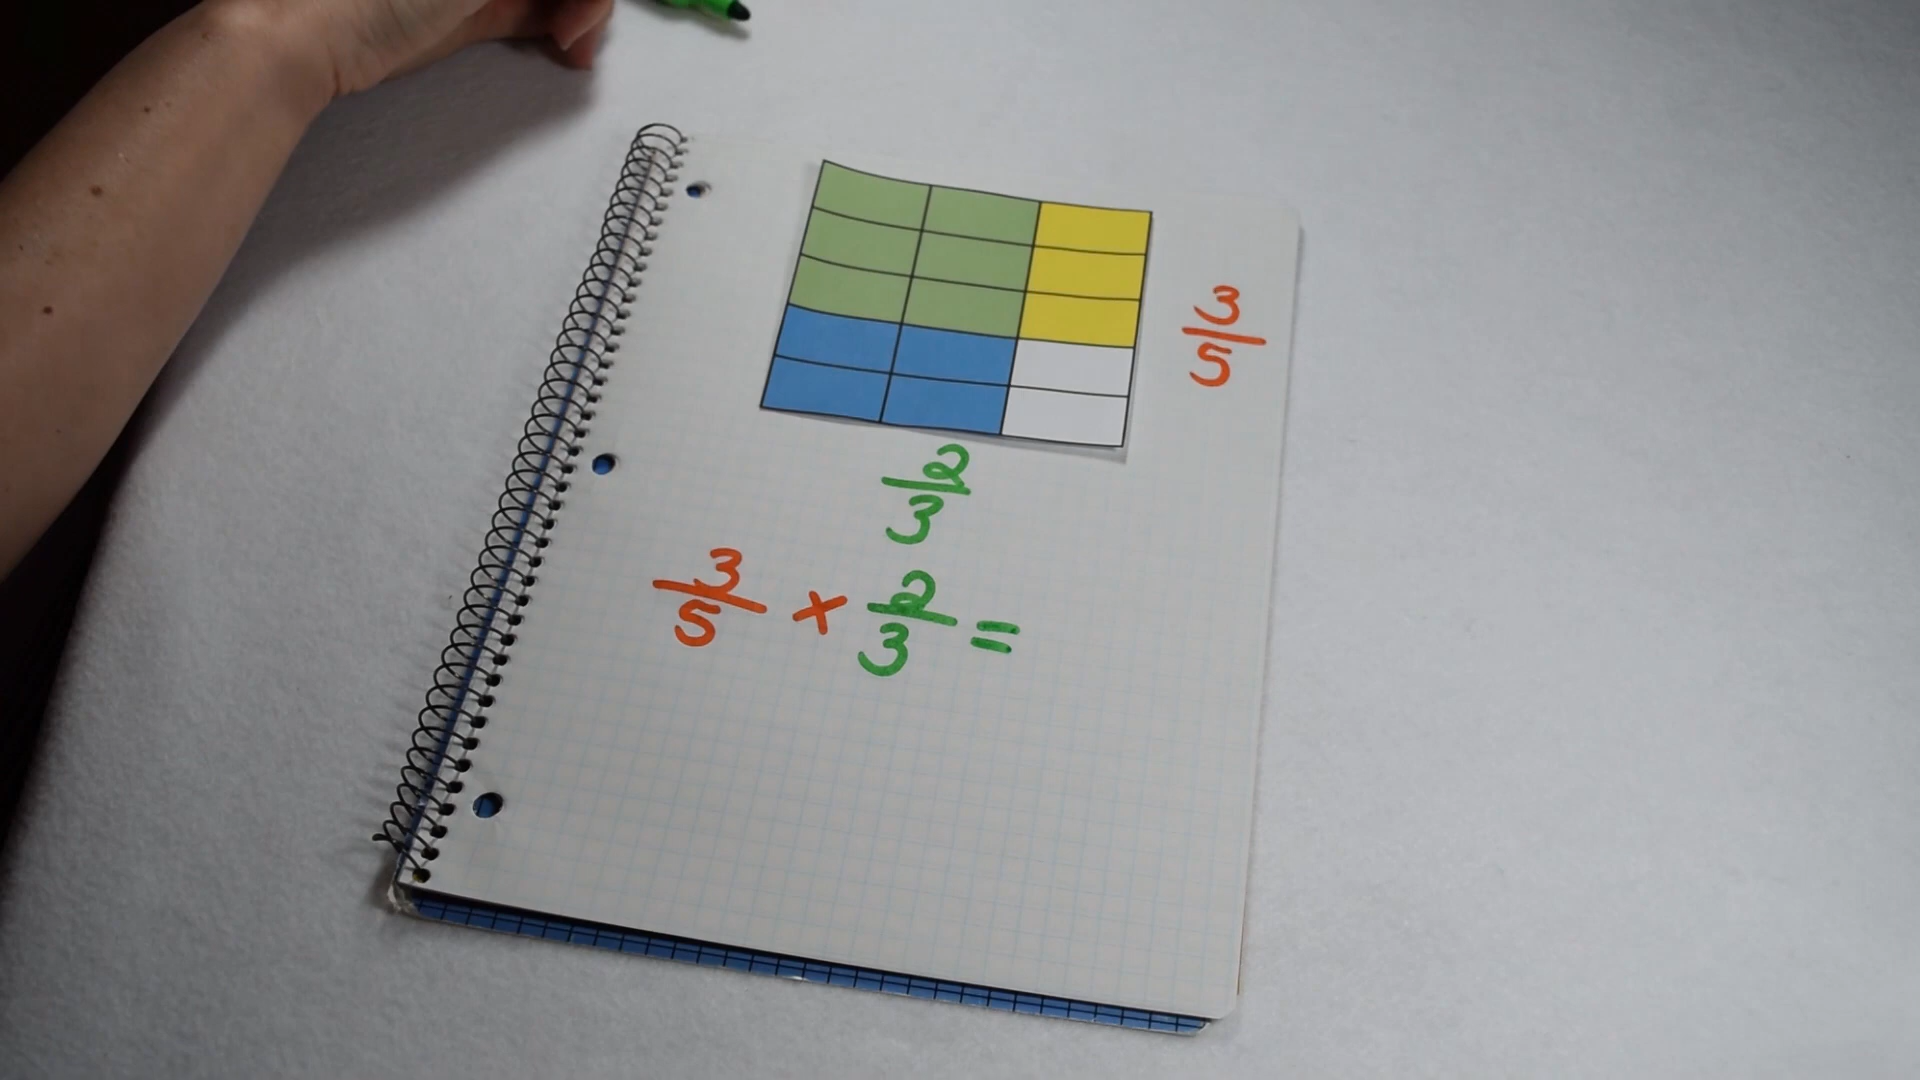 3/5
2/3
3/5 × 2/3 =